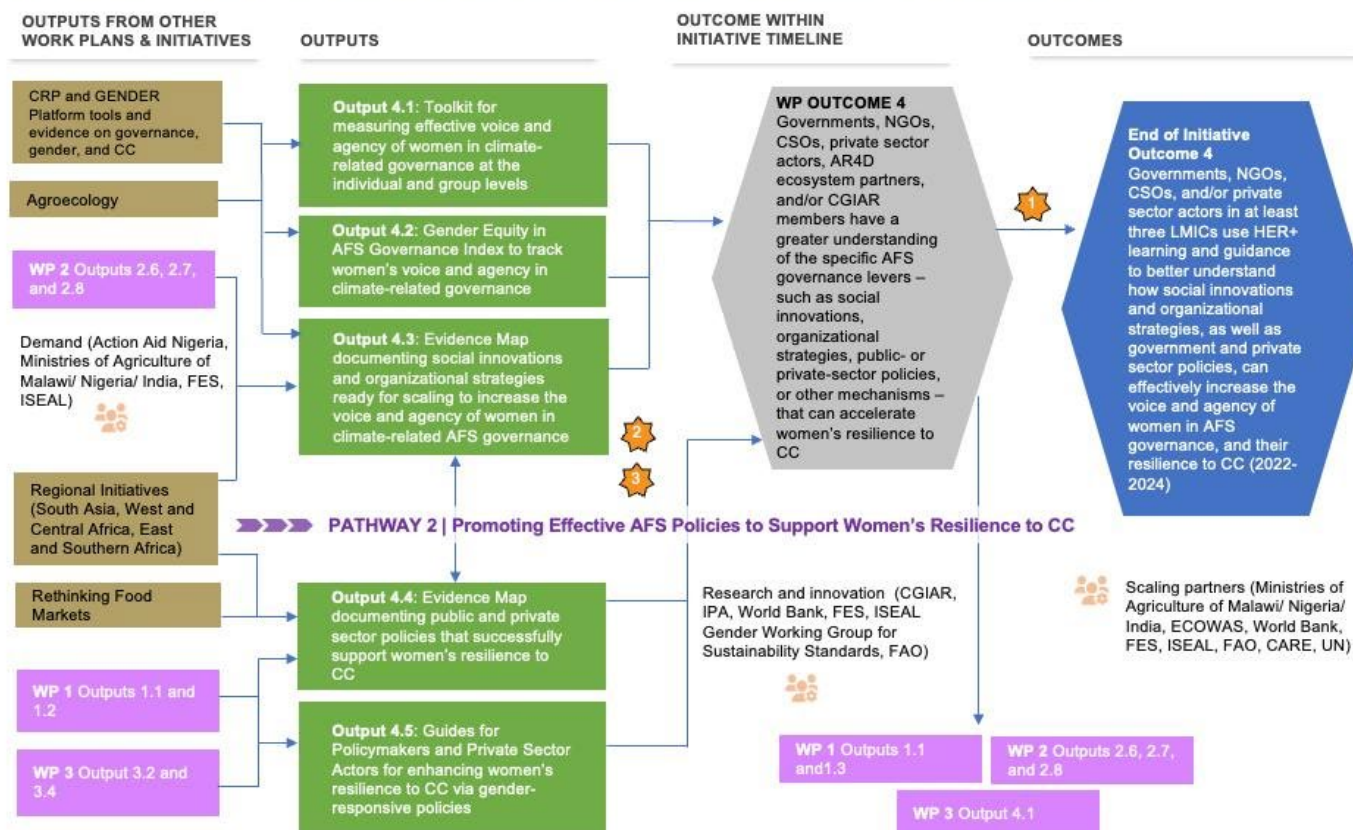 OUTPUTS FROM OTHER
WORK PLANS & INITIATIVES
OUTPUTS
OUTCOME WITHIN
INITIATIVE TIMELINE
OUTCOMES
CRP and GENDER
Platform tools and
evidence on governance,
gender, and CC
Agroecology
WP 2 Outputs 2.6, 2.7,
and 2.8
Demand (Action Aid Nigeria,
Ministries of Agriculture of
Malawi/ Nigeria/ India, FES,
ISEAL)
Regional Initiatives
(South Asia, West and
Central Africa, East
and Southern Africa)
Rethinking Food
Markets
WP 1 Outputs 1.1 and
1.2
WP 3 Output 3.2 and
3.4
Output 4.1: Toolkit for
measuring effective voice and
agency of women in climate-
related governance at the
individual and group levels
Output 4.2: Gender Equity
in AFS Governance Index to track
women's voice and agency in
climate-related governance
Output 4.3: Evidence Map
documenting social innovations
and organizational strategies
ready for scaling to increase the
voice and agency of women in
climate-related AFS governance
2
3
PATHWAY 2 | Promoting Effective AFS Policies to Support Women's Resilience to CC
Output 4.4: Evidence Map
documenting public and private
sector policies that successfully
support women's resilience to
CC
Output 4.5: Guides for
Policymakers and Private Sector
Actors for enhancing women's
resilience to CC via gender-
responsive policies
WP OUTCOME 4
Governments, NGOs,
CSOs, private sector
actors, AR4D
ecosystem partners,
and/or CGIAR
members have a
greater understanding
of the specific AFS
governance levers –
such as social
innovations,
organizational
strategies, public- or
private-sector policies,
or other mechanisms –
that can accelerate
women's resilience to
CC
1
End of Initiative
Outcome 4
Governments, NGOs,
CSOs, and/or private
sector actors in at least
three LMICs use HER+
learning and guidance
to better understand
how social innovations
and organizational
strategies, as well as
government and private
sector policies, can
effectively increase the
voice and agency of
women in AFS
governance, and their
resilience to CC (2022-
2024)
Research and innovation (CGIAR,
IPA, World Bank, FES, ISEAL
Gender Working Group for
Sustainability Standards, FAO)
Scaling partners (Ministries of
Agriculture of Malawi/ Nigeria/
India, ECOWAS, World Bank,
FES, ISEAL, FAO, CARE, UN)
WP 1 Outputs 1.1
and1.3
WP 2 Outputs 2.6, 2.7,
and 2.8
WP 3 Output 4.1